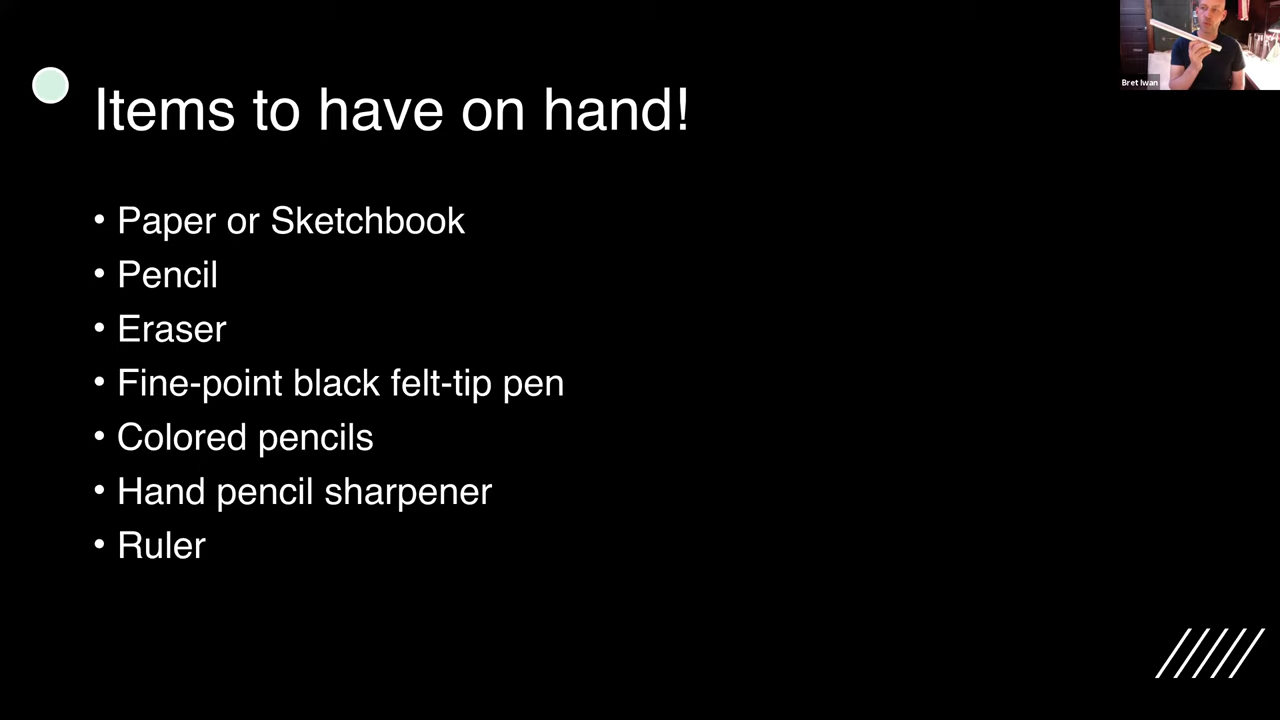 Items to have on hand!
• Paper or Sketchbook
• Pencil
• Eraser
• Fine-point black felt-tip pen
• Colored pencils
• Hand pencil sharpener
• Ruler
Bret Iwan